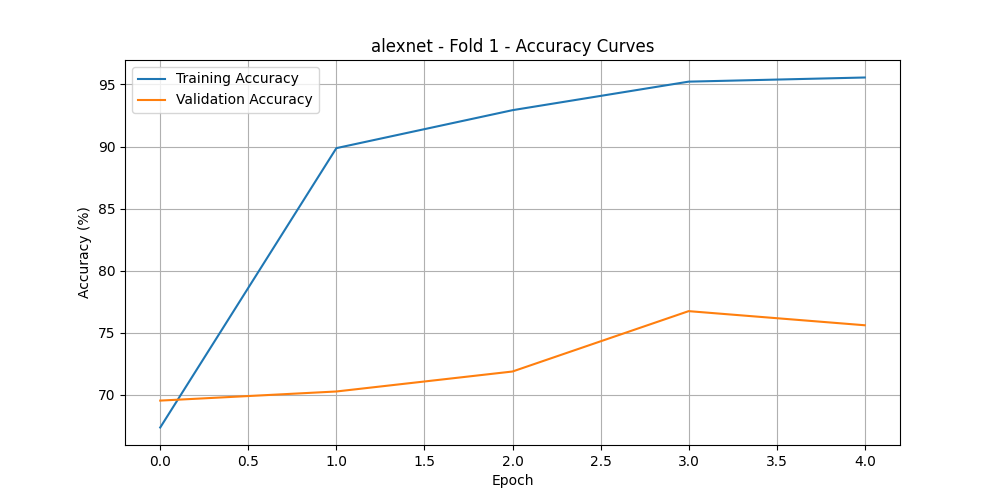 alexnet - Fold 1 - Accuracy Curves
Training Accuracy
Validation Accuracy
Accuracy (%)
95
90
85
80
75
70
0.0 0.5 1.0 1.5 2.0 2.5 3.0 3.5 4.0
Epoch